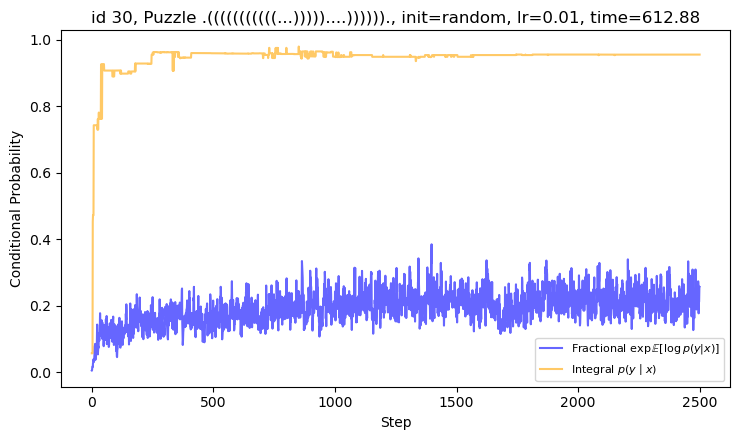 id 30, Puzzle .(((((((((((...)))))....))))))., init=random, lr=0.01, time=612.88
1.0
0.8
0.6
0.4
0.2
0.0
Conditional Probability
0
500
1000
1500
2000
2500
Step
Fractional exp𝔼[log p(y|x)]
Integral p(y | x)